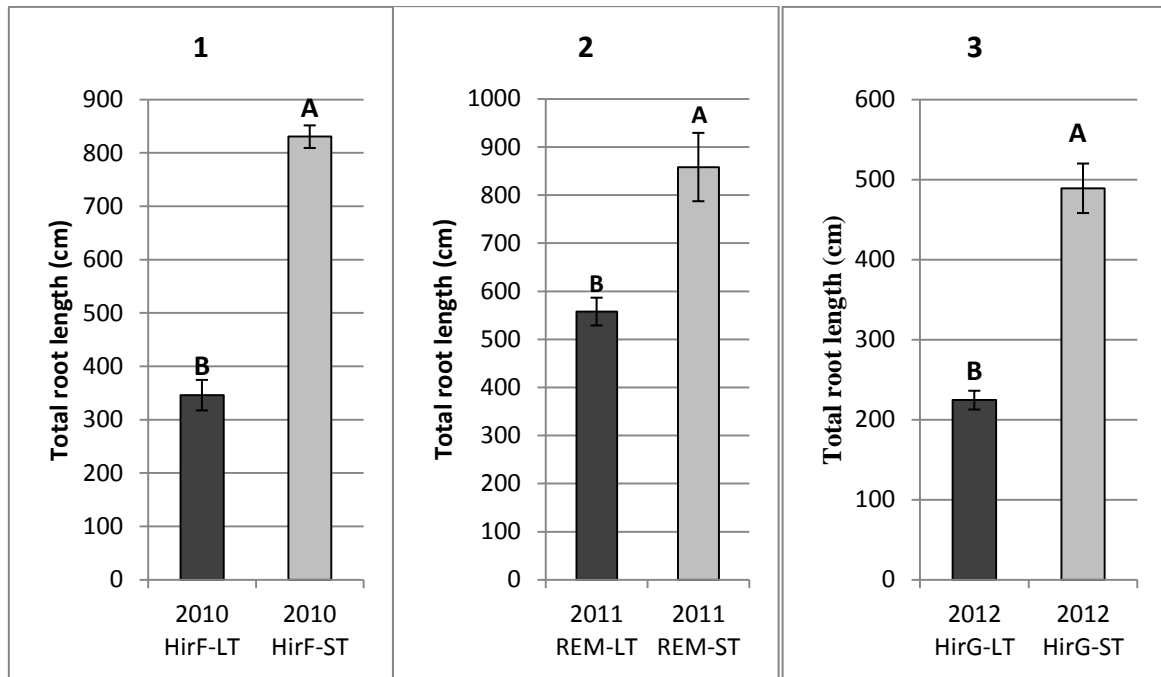 1
Total root length (cm)
900
800
700
600
500
400
300
200
100
0
A
B
2010 2010
HirF-LT HirF-ST
2
Total root length (cm)
1000
900
800
700
600
500
400
300
200
100
0
A
B
2011 2011
REM-LT REM-ST
3
Total root length (cm)
600
500
400
300
200
100
0
A
B
2012 2012
HirG-LT HirG-ST